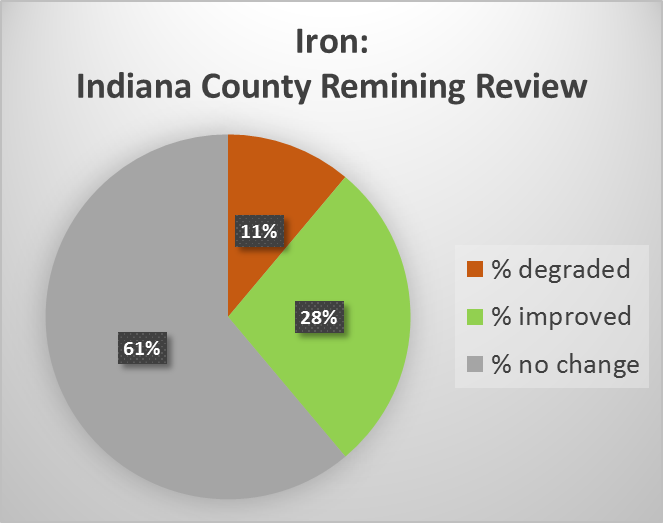 Iron:
Indiana County Remining Review
11%
28%
61%
% degraded
% improved
% no change